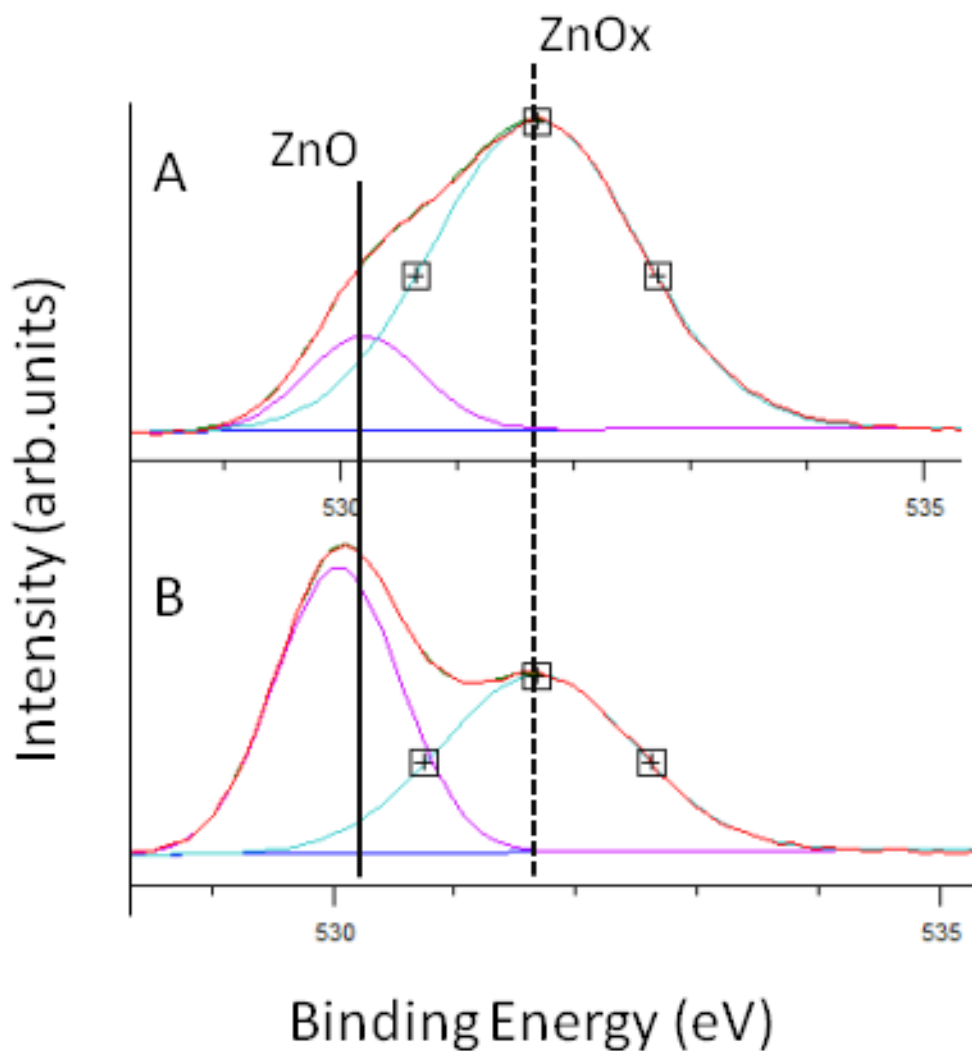 ZnOx
ZnO
A
530
535
B
530
535
Intensity (arb.units)
Binding Energy (eV)